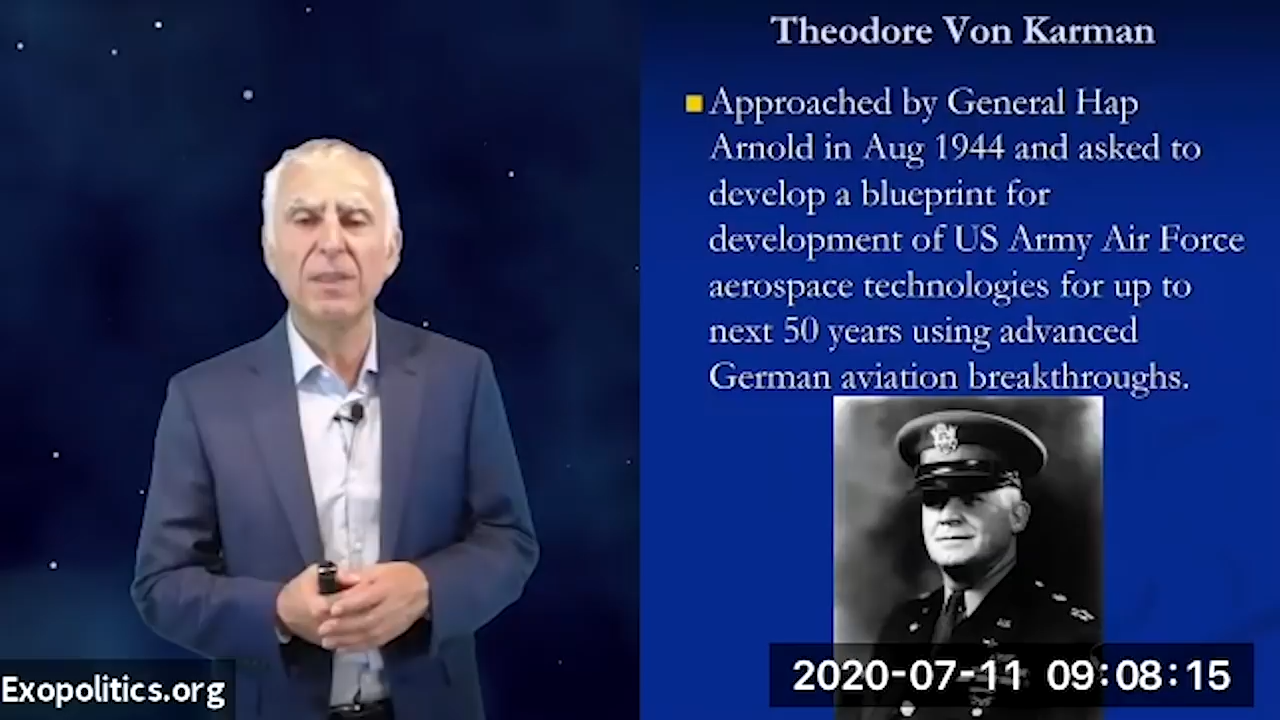 Theodore Von Karman
Approached by General Hap
Arnold in Aug 1944 and asked to
develop a blueprint for
development of US Army Air Force
aerospace technologies for up to
next 50 years using advanced
German aviation breakthroughs.
Exopolitics.org
2020-07-11 09:08:15